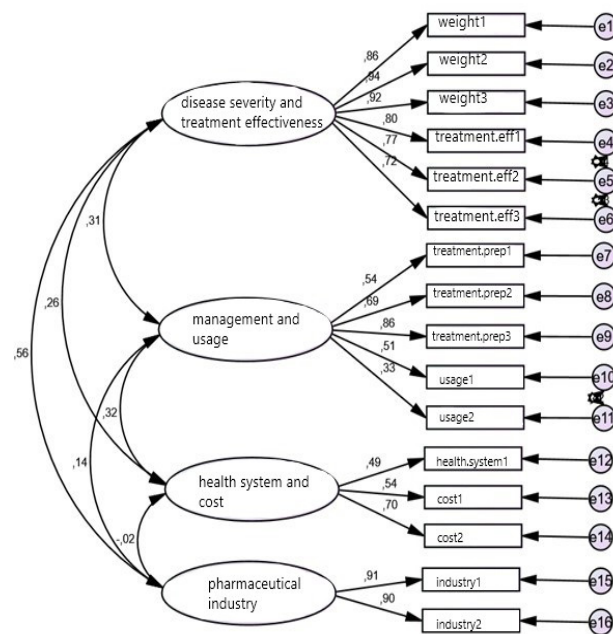 weight1
e1
,86
weight2
e2
,94
weight3
e3
,92
disease severity and
treatment effectiveness
,80
treatment.eff1
e4
,77
treatment.eff2
e5
,72
treatment.eff3
e6
,31
treatment.prep1
e7
,54
treatment.prep2
e8
,69
management and
usage
,86
treatment.prep3
e9
,51
usage1
e10
,33
usage2
e11
,26
,56
,32
,14
health system and
cost
,49
health.system1
e12
,54
cost1
e13
,70
cost2
e14
-,02
pharmaceutical
industry
,91
industry1
e15
,90
industry2
e16